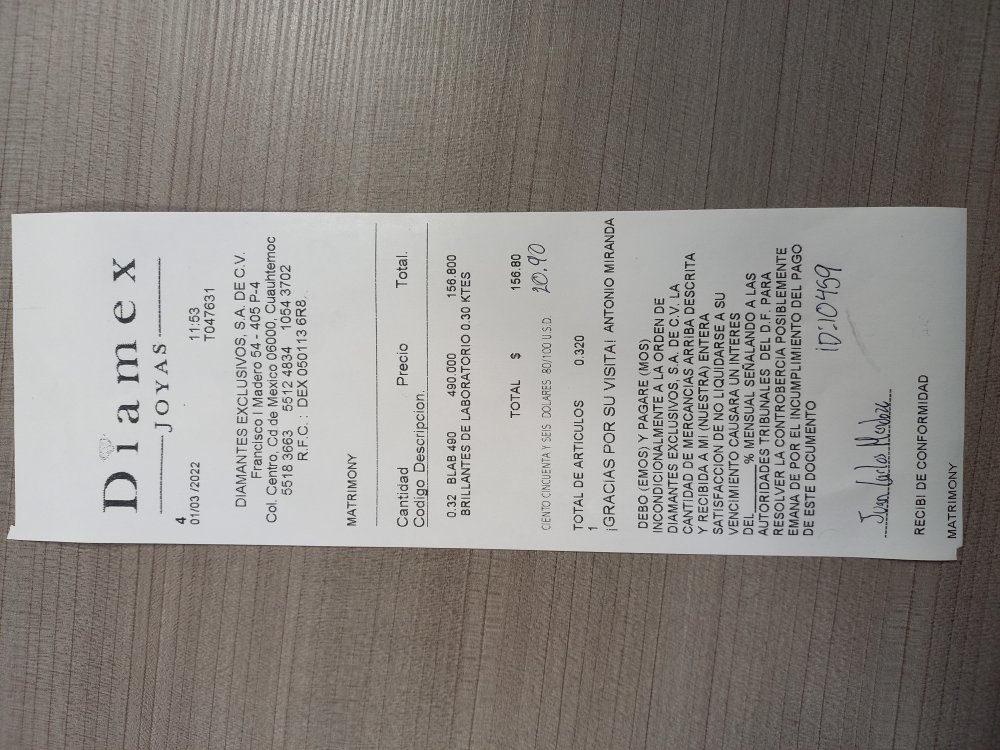 Diamex
JOYAS
4
01/03/2022 11:53
T047631
DIAMANTES EXCLUSIVOS, S.A. DE C.V.
Francisco I Madero 54 - 405 P-4
Col. Centro, Cd de Mexico 06000, Cuauhtemoc
5518 3663 5512 4834 1054 3702
R.F.C. : DEX 050113 6R8
MATRIMONY
Cantidad Precio Total.
Codigo Descripcion.
0.32 BLAB 490 490.000 156.800
BRILLANTES DE LABORATORIO 0.30 KTES
TOTAL $ 156.80
20.90
CIENTO CINCUENTA Y SEIS DOLARES 80/100 U.S.D.
TOTAL DE ARTICULOS 0.320
1
¡GRACIAS POR SU VISITA! ANTONIO MIRANDA
DEBO (EMOS) Y PAGARE (MOS)
INCONDICIONALMENTE A LA ORDEN DE
DIAMANTES EXCLUSIVOS, S.A. DE C.V. LA
CANTIDAD DE MERCANCIAS ARRIBA DESCRITA
Y RECIBIDA A MI (NUESTRA) ENTERA
SATISFACCION DE NO LIQUIDARSE A SU
VENCIMIENTO CAUSARA UN INTERES
DEL______% MENSUAL SEÑALANDO A LAS
AUTORIDADES TRIBUNALES DEL D.F. PARA
RESOLVER LA CONTROBERCIA POSIBLEMENTE
EMANA DE POR EL INCUMPLIMIENTO DEL PAGO
DE ESTE DOCUMENTO
ID:10459
Juan Carlos
RECIBI DE CONFORMIDAD
MATRIMONY